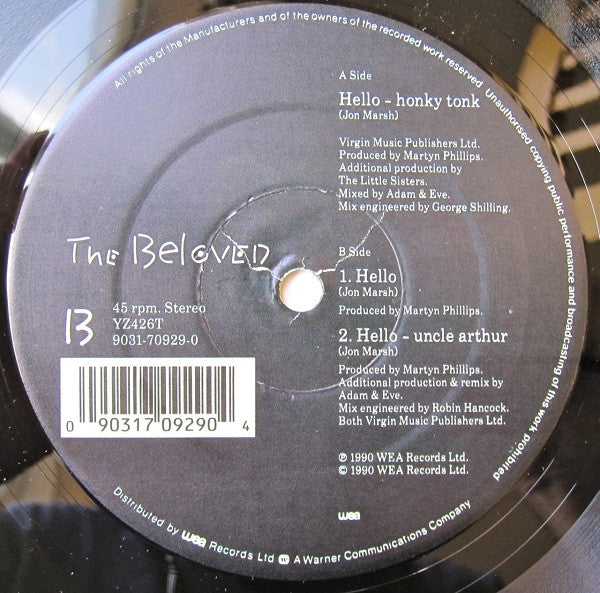 All rights of the Manufacturers and of the owners of the recorded work reserved. Unauthorised copying public performance and broadcasting of this work prohibited
A Side
Hello - honky tonk
(Jon Marsh)
Virgin Music Publishers Ltd.
Produced by Martyn Phillips.
Additional production by
The Little Sisters.
Mixed by Adam & Eve.
Mix engineered by George Shilling.
The Beloved
B
45 rpm. Stereo
YZ426T
9031-70929-0
0 90317 09290 4
B Side
1. Hello
(Jon Marsh)
Produced by Martyn Phillips.
2. Hello - uncle arthur
(Jon Marsh)
Produced by Martyn Phillips.
Additional production & remix by
Adam & Eve.
Mix engineered by Robin Hancock.
Both Virgin Music Publishers Ltd.
℗ 1990 WEA Records Ltd.
© 1990 WEA Records Ltd.
wea
Distributed by wea Records Ltd W A Warner Communications Company